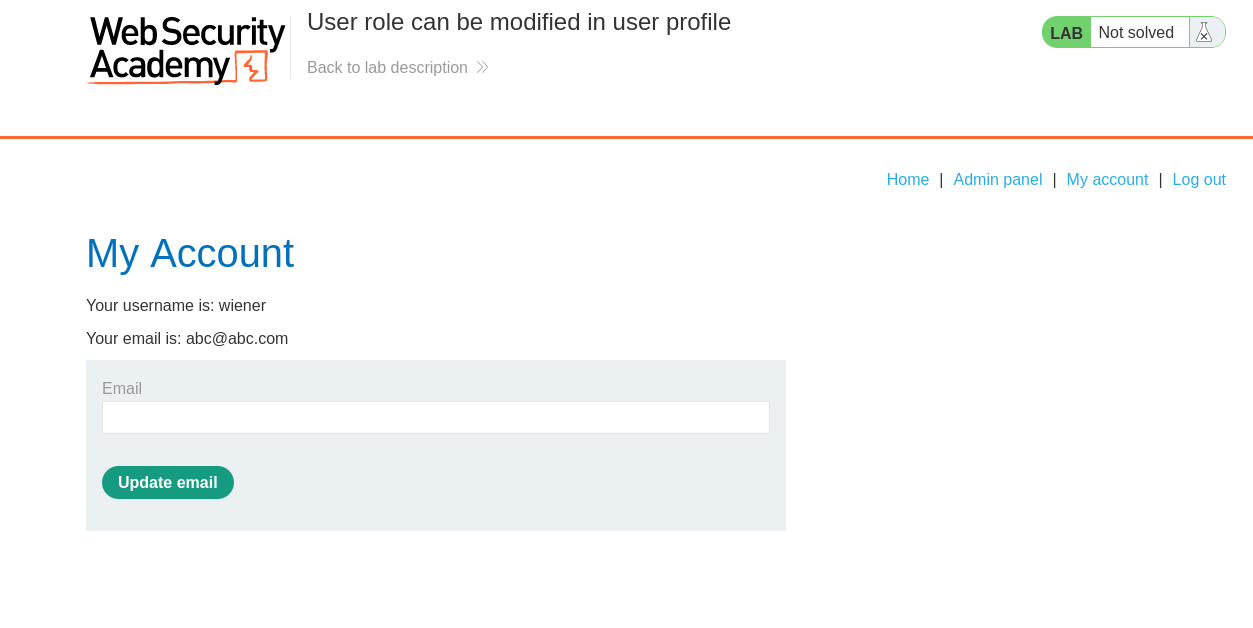 WebSecurity
Academy
User role can be modified in user profile
Back to lab description
LAB Not solved
Home | Admin panel | My account | Log out
My Account
Your username is: wiener
Your email is: abc@abc.com
Email
Update email